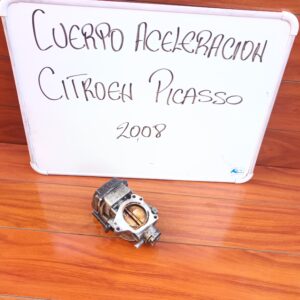 CUERPO ACELERACION
CITROEN PICASSO
2008